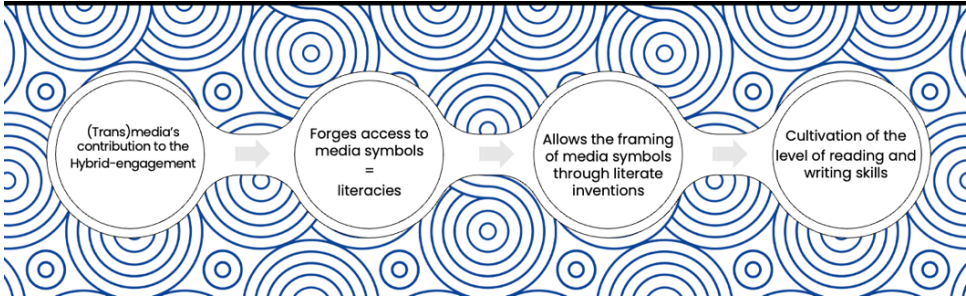 (Trans)media's
contribution to the
Hybrid-engagement
Forges access to
media symbols
=
literacies
Allows the framing
of media symbols
through literate
inventions
Cultivation of the
level of reading and
writing skills